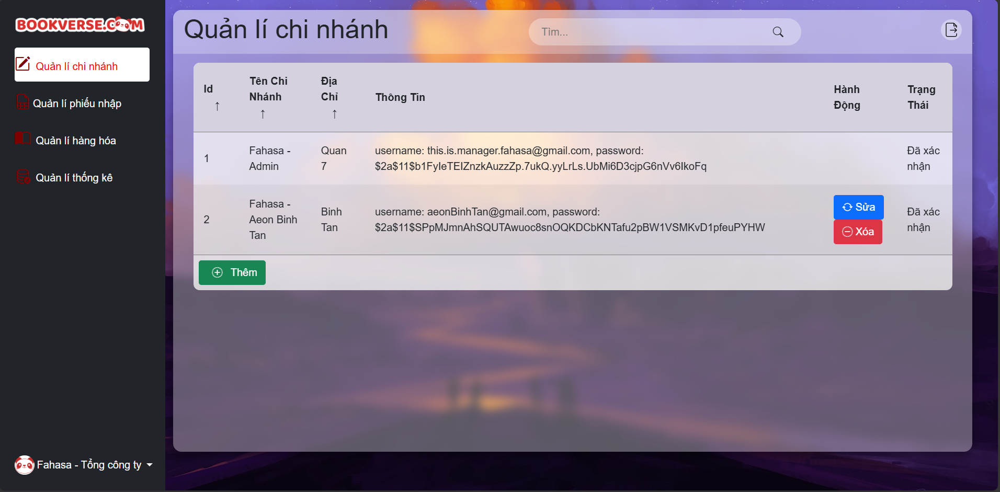 BOOKVERSE.COM
Quản lí chi nhánh
Quản lí phiếu nhập
Quản lí hàng hóa
Quản lí thống kê
Fahasa - Tổng công ty
Quản lí chi nhánh
Tìm...
Id
↑
Tên Chi
Nhánh
↑
Địa
Chỉ
↑
Thông Tin
Hành
Động
Trạng
Thái
1
Fahasa -
Admin
Quan
7
username: this.is.manager.fahasa@gmail.com, password:
$2a$11$b1FyIeTEIZnzkAuzzZp.7ukQ.yyLrLs.UbMi6D3cjpG6nVv6IkoFq
Đã xác
nhận
2
Fahasa -
Aeon Binh
Tan
Binh
Tan
username: aeonBinhTan@gmail.com, password:
$2a$11$SPpMJmnAhSQUTAwuoc8snOQKDCbKNTafu2pBW1VSMKvD1pfeuPYHW
Sửa
Xóa
Đã xác
nhận
Thêm